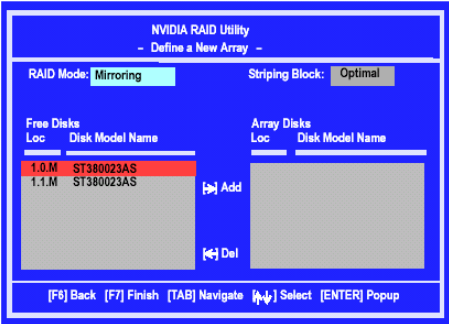 NVIDIA RAID Utility
- Define a New Array -
RAID Mode: Mirroring Striping Block: Optimal
Free Disks Array Disks
Loc Disk Model Name Loc Disk Model Name
1.0.M ST380023AS
1.1.M ST380023AS
[→] Add
[←] Del
[F6] Back [F7] Finish [TAB] Navigate [↑↓] Select [ENTER] Popup